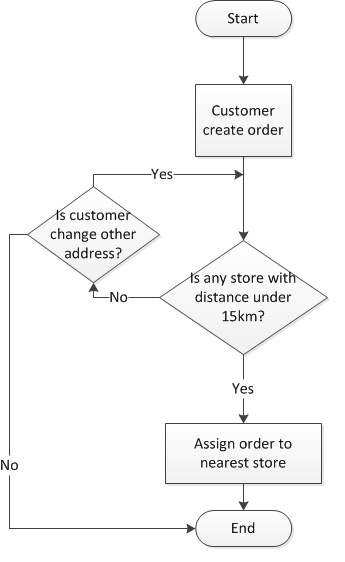 Start
Customer
create order
Yes
Is customer
change other
address?
Is any store with
distance under
15km?
No
Yes
Assign order to
nearest store
No
End